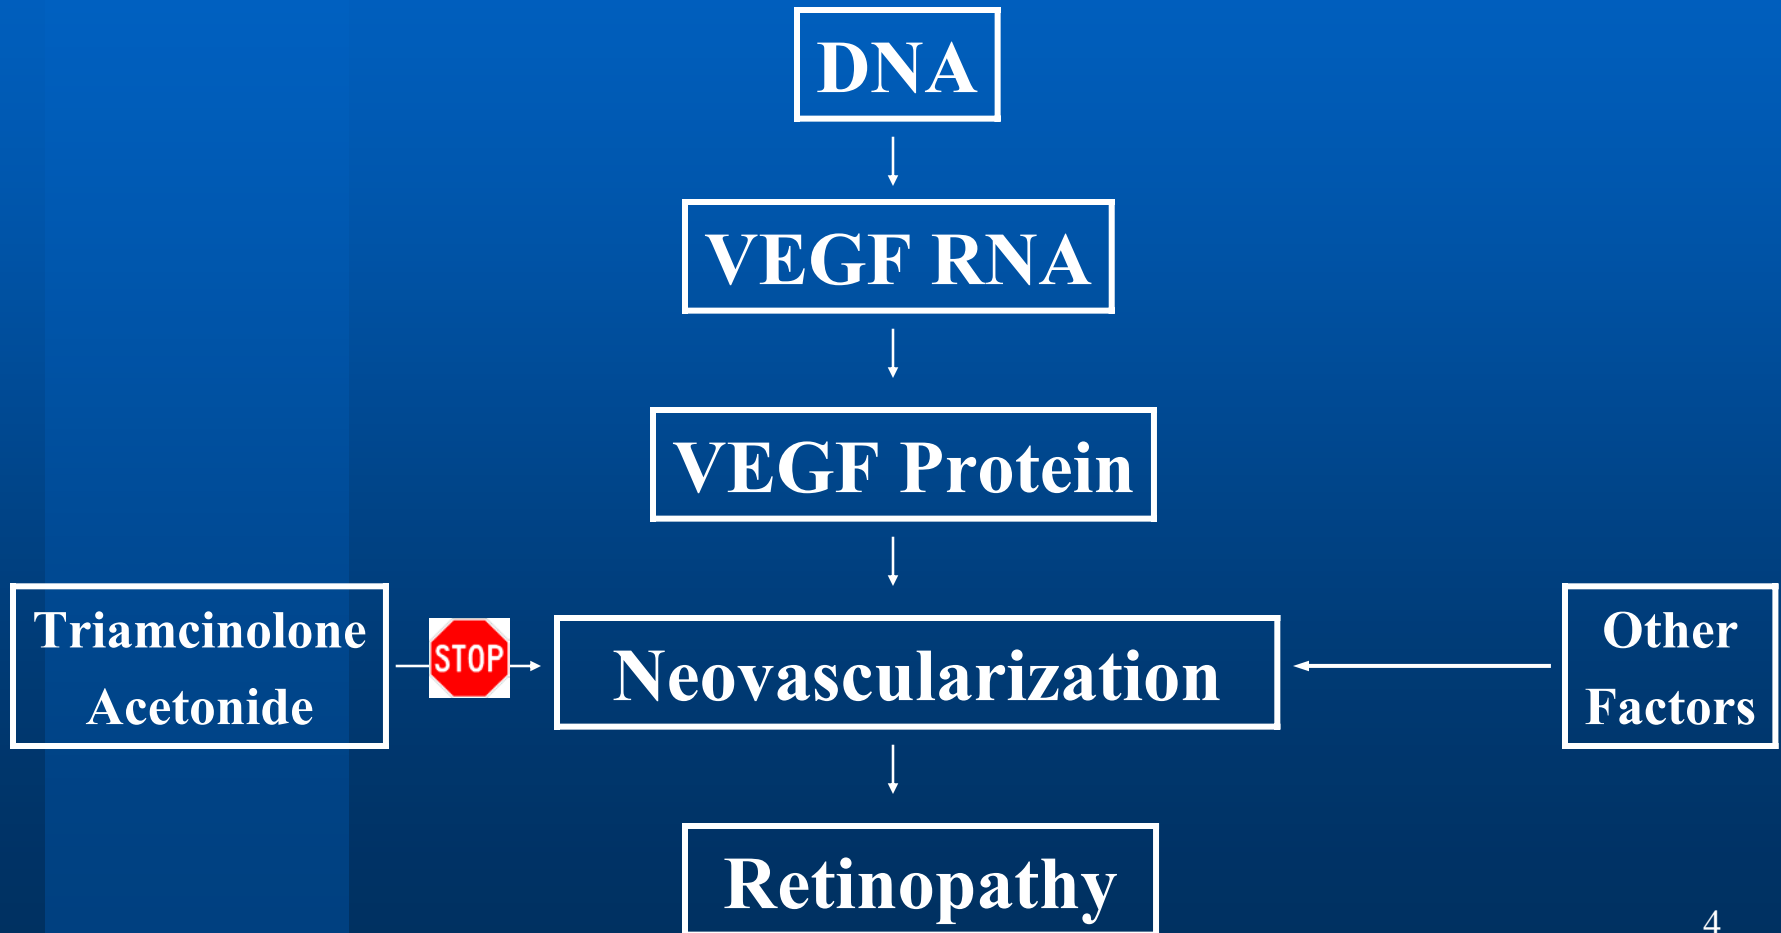 DNA
VEGF RNA
VEGF Protein
Triamcinolone
Acetonide
STOP
Neovascularization
Other
Factors
Retinopathy
4